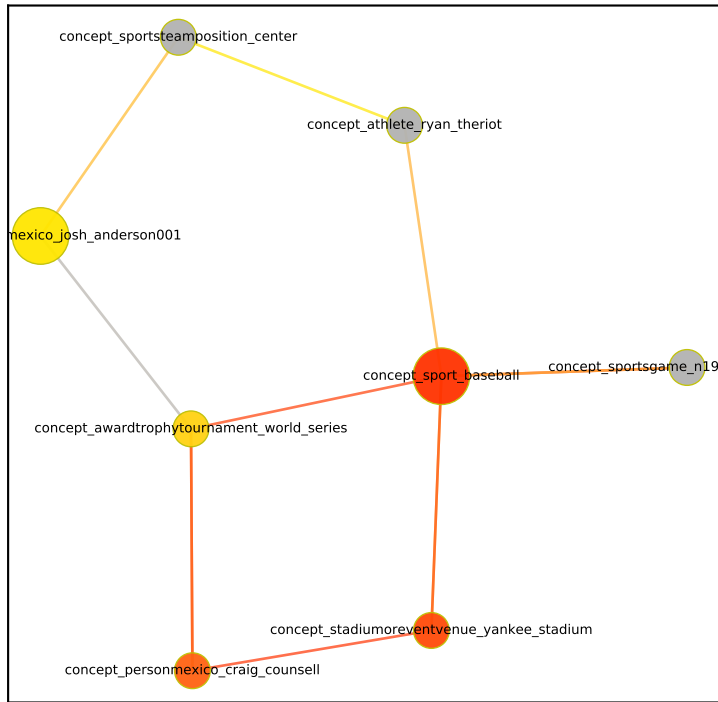 concept_sportsteamposition_center
concept_athlete_ryan_theriot
mexico_josh_anderson001
concept_sportsgame_n19
concept_sport_baseball
concept_awardtrophytournament_world_series
concept_stadiumoreventvenue_yankee_stadium
concept_personmexico_craig_counsell